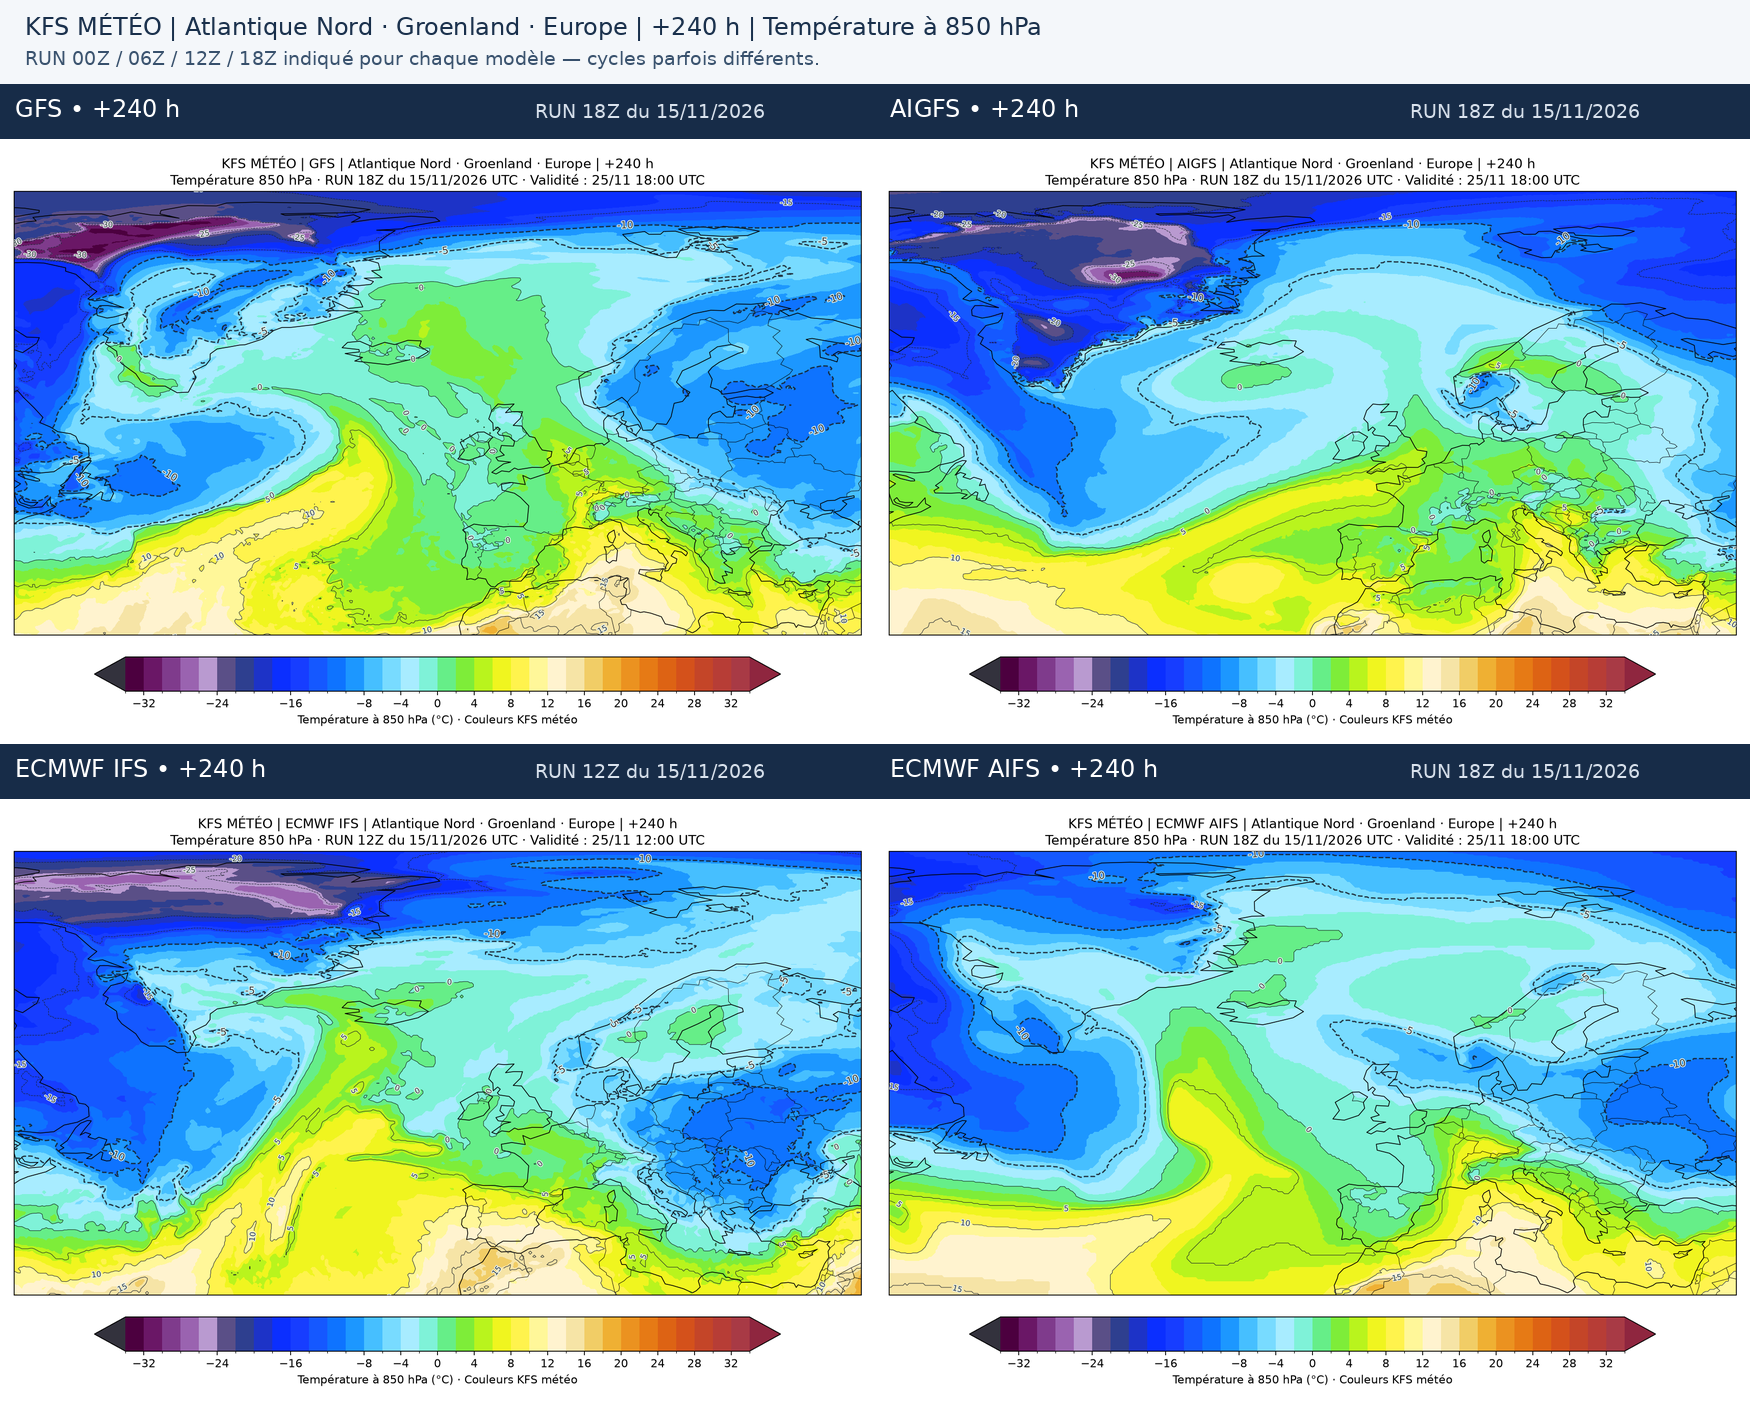 KFS MÉTÉO | Atlantique Nord · Groenland · Europe | +240 h | Température à 850 hPa
RUN 00Z / 06Z / 12Z / 18Z indiqué pour chaque modèle — cycles parfois différents.
GFS • +240 h
RUN 18Z du 15/11/2026
AIGFS • +240 h
RUN 18Z du 15/11/2026
KFS MÉTÉO | GFS | Atlantique Nord · Groenland · Europe | +240 h
Température 850 hPa · RUN 18Z du 15/11/2026 UTC · Validité : 25/11 18:00 UTC
KFS MÉTÉO | AIGFS | Atlantique Nord · Groenland · Europe | +240 h
Température 850 hPa · RUN 18Z du 15/11/2026 UTC · Validité : 25/11 18:00 UTC
−32 −24 −16 −8 −4 0 4 8 12 16 20 24 28 32
Température à 850 hPa (°C) · Couleurs KFS météo
−32 −24 −16 −8 −4 0 4 8 12 16 20 24 28 32
Température à 850 hPa (°C) · Couleurs KFS météo
ECMWF IFS • +240 h
RUN 12Z du 15/11/2026
ECMWF AIFS • +240 h
RUN 18Z du 15/11/2026
KFS MÉTÉO | ECMWF IFS | Atlantique Nord · Groenland · Europe | +240 h
Température 850 hPa · RUN 12Z du 15/11/2026 UTC · Validité : 25/11 12:00 UTC
KFS MÉTÉO | ECMWF AIFS | Atlantique Nord · Groenland · Europe | +240 h
Température 850 hPa · RUN 18Z du 15/11/2026 UTC · Validité : 25/11 18:00 UTC
−32 −24 −16 −8 −4 0 4 8 12 16 20 24 28 32
Température à 850 hPa (°C) · Couleurs KFS météo
−32 −24 −16 −8 −4 0 4 8 12 16 20 24 28 32
Température à 850 hPa (°C) · Couleurs KFS météo